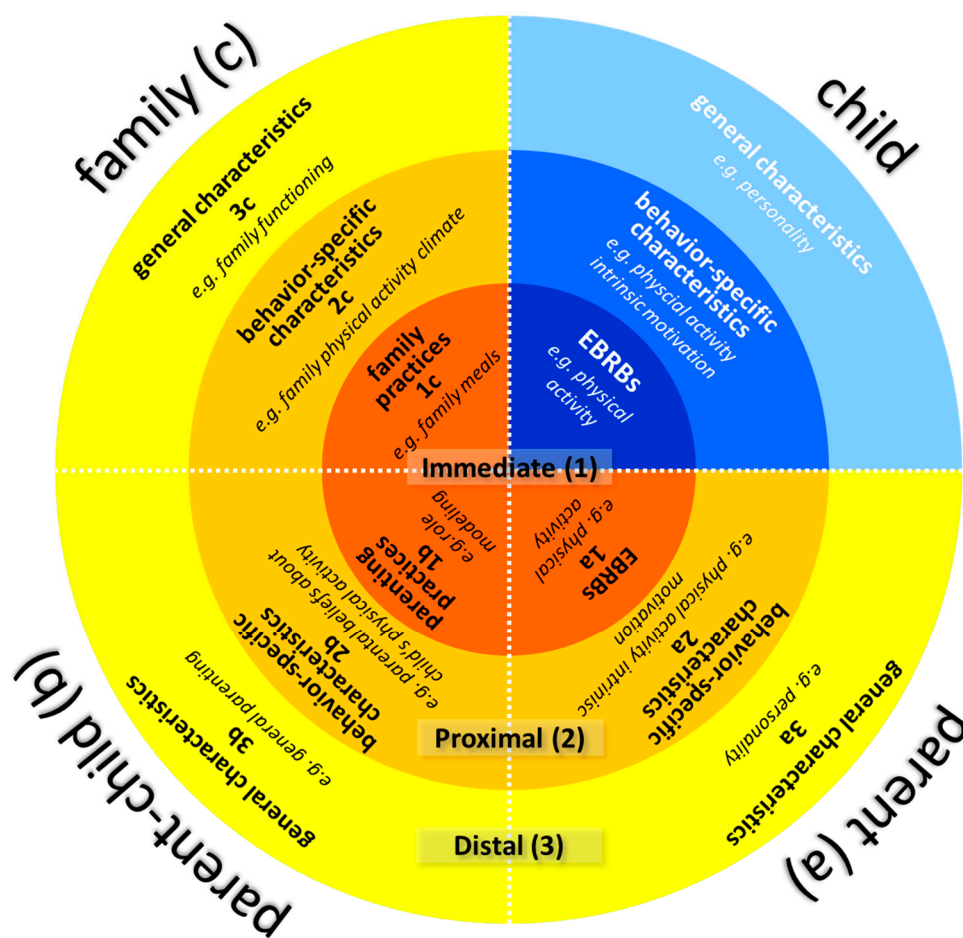 family (c)
general characteristics
3c
e.g. family functioning
behavior-specific
characteristics
2c
e.g. family physical activity climate
family
practices
1c
e.g. family meals
child
general characteristics
e.g. personality
behavior-specific
characteristics
e.g. physcial activity
intrinsic motivation
EBRBs
e.g. physical
activity
Immediate (1)
e.g.role
modeling
1b
parenting
practices
e.g. parental beliefs about
child's physical activity
2b
behavior-specific
characteristics
e.g. general parenting
3b
general characteristics
parent-child (b)
e.g. physical
activity
1a
EBRBs
e.g. physical activity intrinsic
motivation
behavior-specific
characteristics
2a
e.g. personality
3a
general characteristics
parent (a)
Proximal (2)
Distal (3)